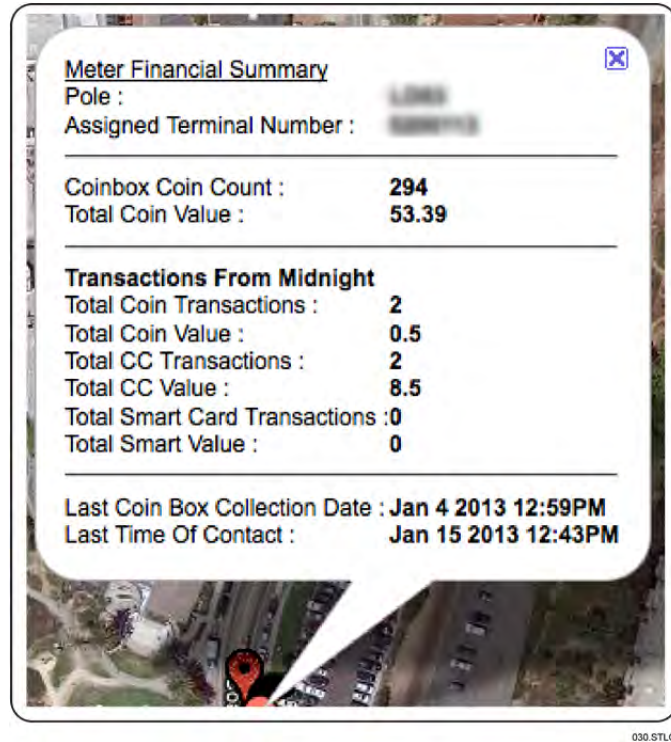 Meter Financial Summary
Pole :
Assigned Terminal Number :
Coinbox Coin Count : 294
Total Coin Value : 53.39
Transactions From Midnight
Total Coin Transactions : 2
Total Coin Value : 0.5
Total CC Transactions : 2
Total CC Value : 8.5
Total Smart Card Transactions :0
Total Smart Value : 0
Last Coin Box Collection Date : Jan 4 2013 12:59PM
Last Time Of Contact : Jan 15 2013 12:43PM